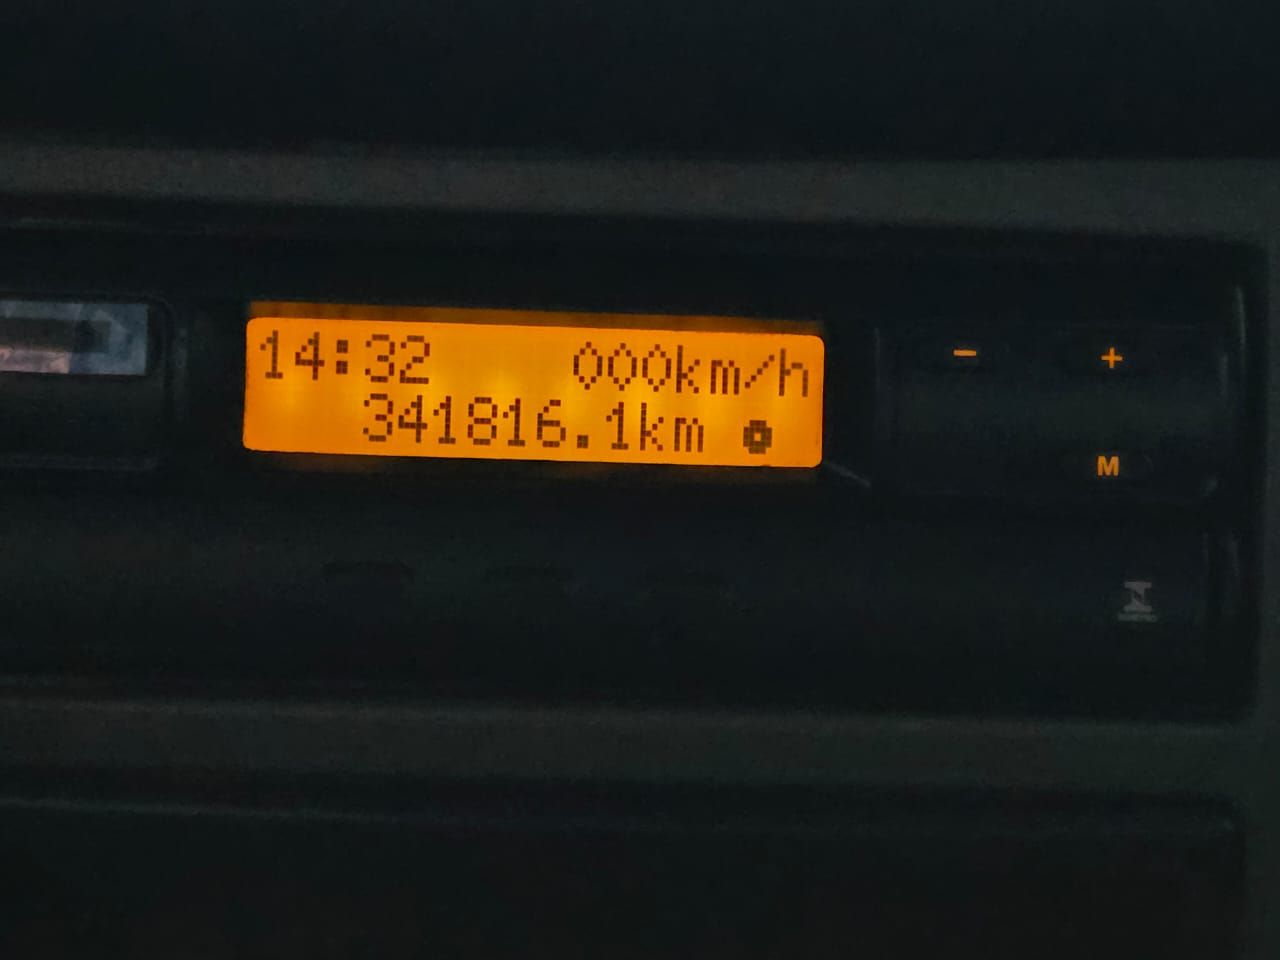 14:32 000km/h
341816.1km
- +
M